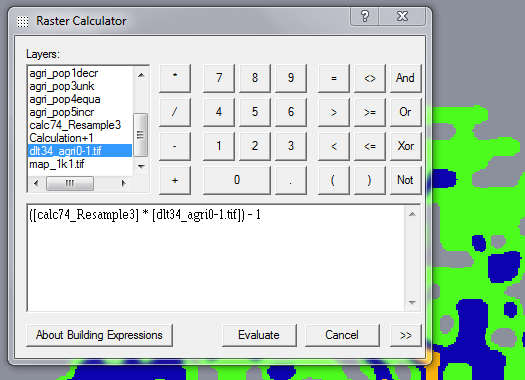 Raster Calculator
? X
Layers:
agri_pop1decr
agri_pop3unk
agri_pop4equa
agri_pop5incr
calc74_Resample3
Calculation+1
dlt34_agri0-1.tif
map_1k1.tif
* 7 8 9 = <> And
/ 4 5 6 > >= Or
- 1 2 3 < <= Xor
+ 0 . ( ) Not
([calc74_Resample3] * [dlt34_agri0-1.tif]) - 1
About Building Expressions Evaluate Cancel >>